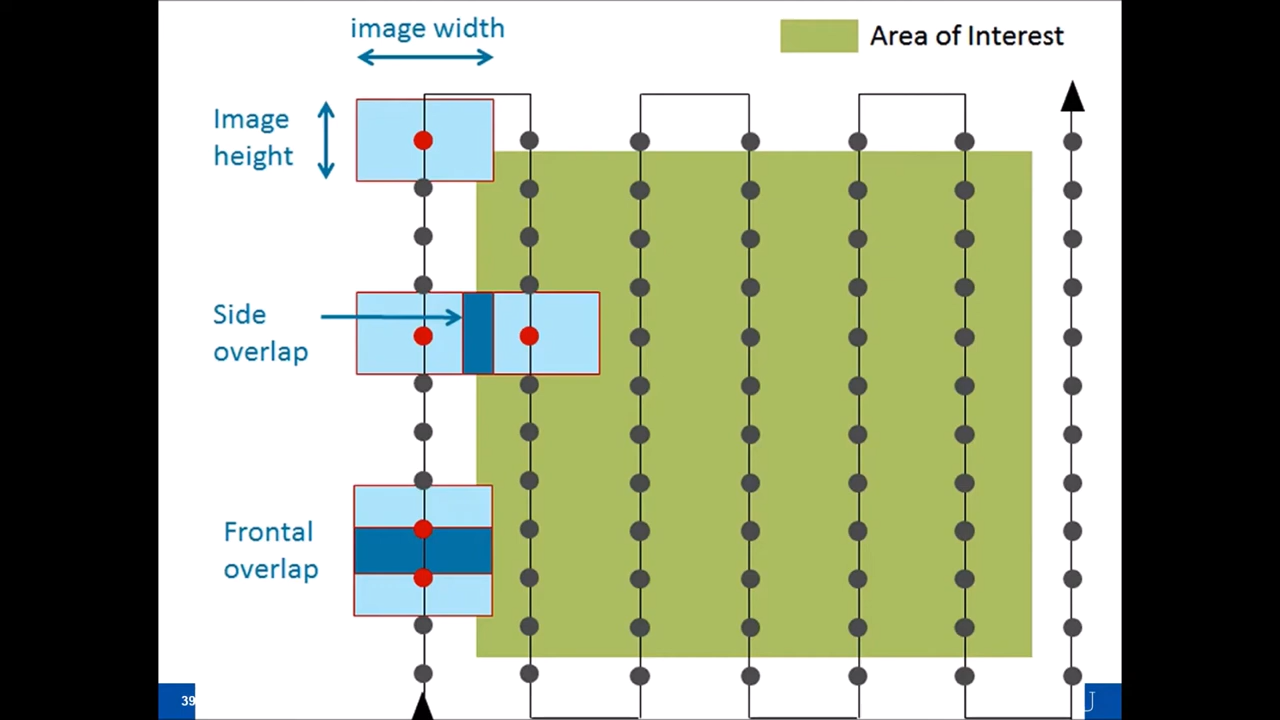 image width
Area of Interest
Image
height
Side
overlap
Frontal
overlap
39